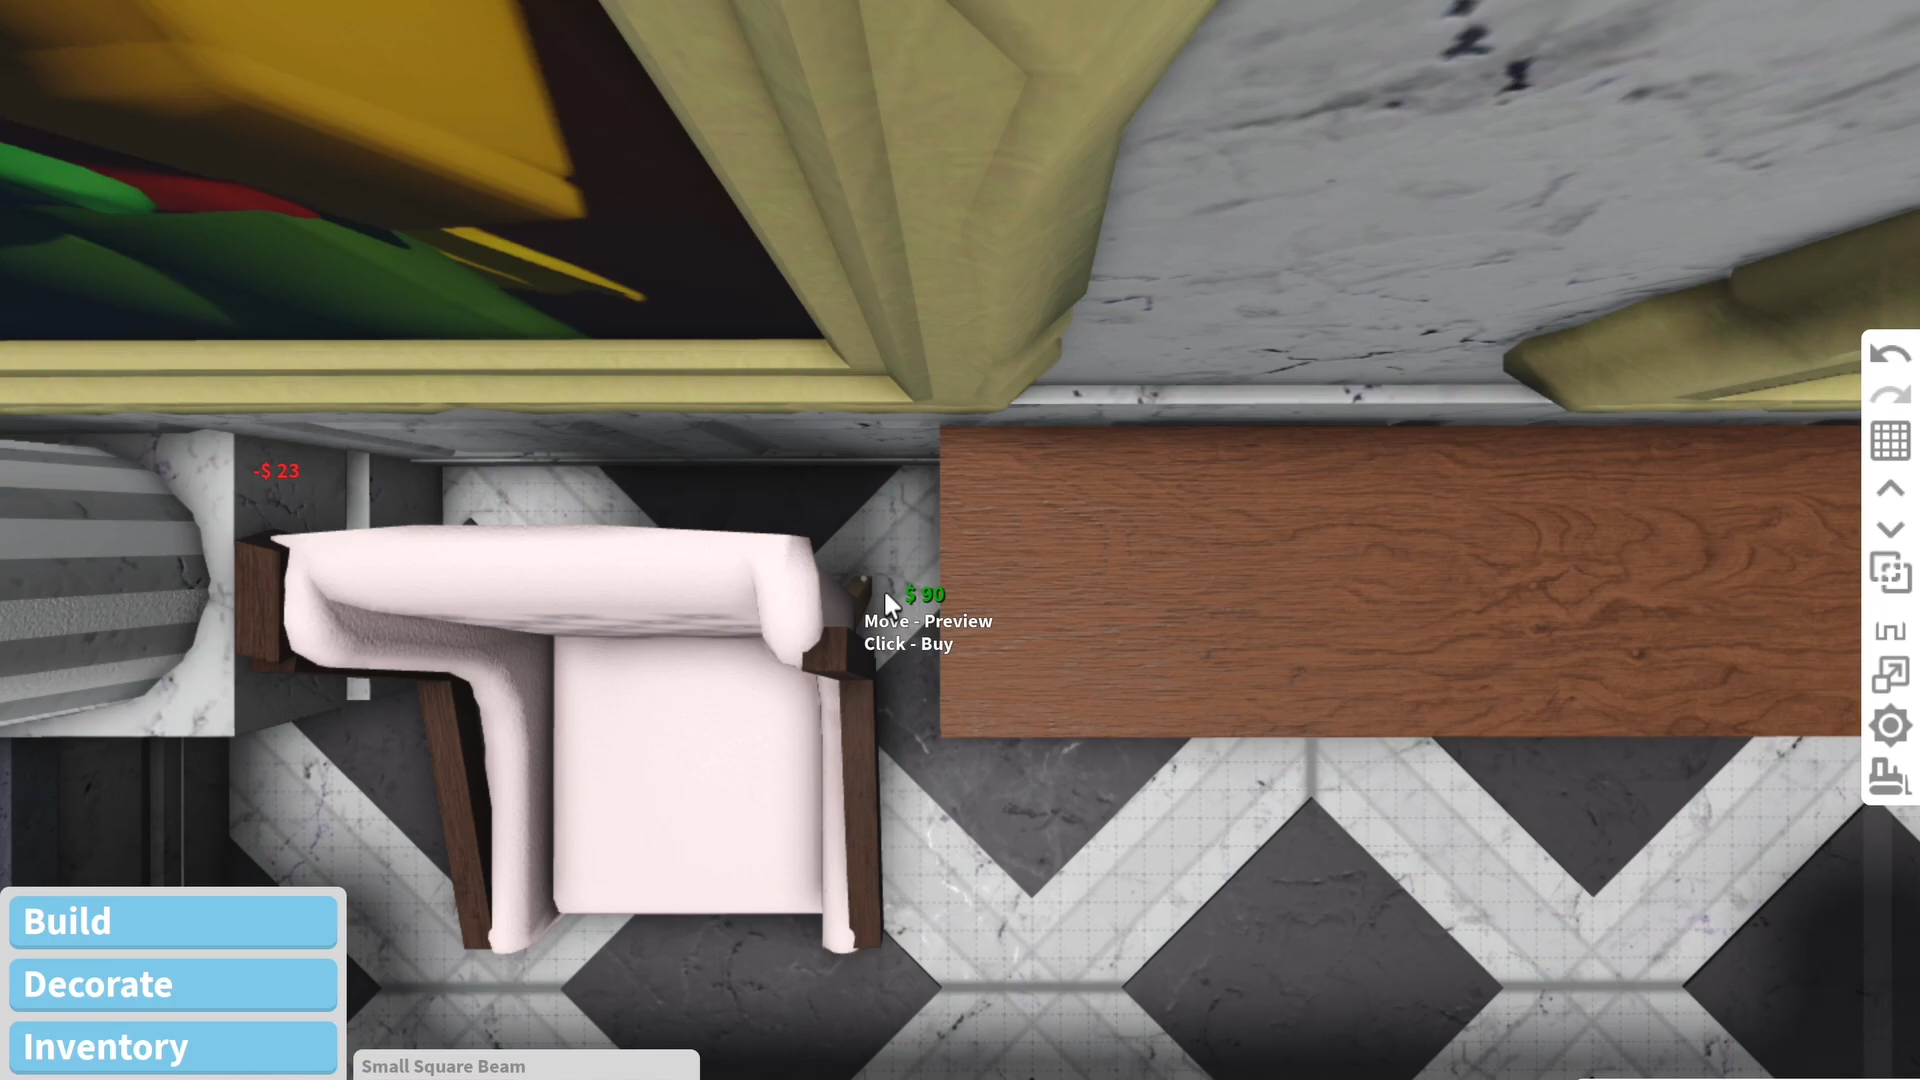 -$ 23
$ 90
Move - Preview
Click - Buy
Build
Decorate
Inventory
Small Square Beam